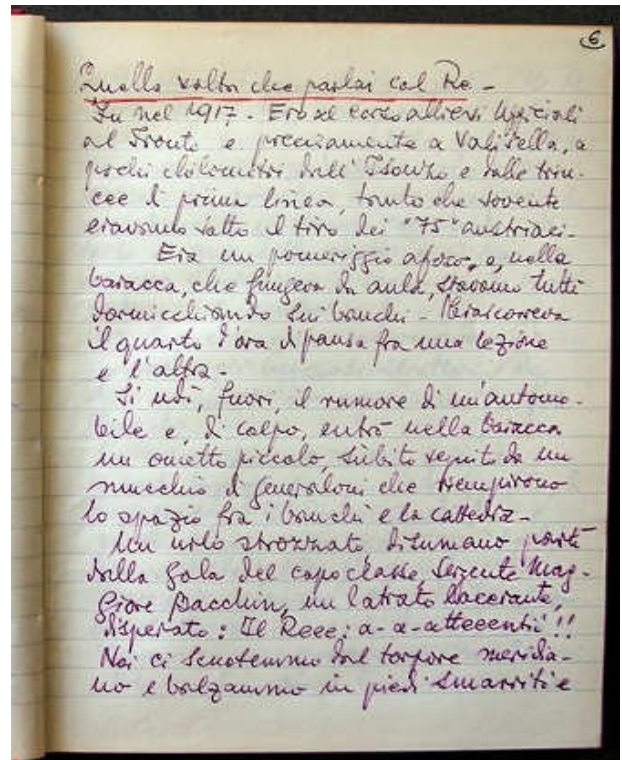 6
Quella volta che parlai col Re -
Fu nel 1917 - Ero al corso allievi Ufficiali
al Fronte e precisamente a Valisella, a
pochi chilometri dall'Isonzo e dalle trin-
cee di prima linea, tanto che sovente
eravamo sotto il tiro dei "75" austriaci -
Era un pomeriggio afoso, e, nella
baracca, che fungeva da aula, stavamo tutti
dormicchiando sui banchi - Trascorreva
il quarto d'ora di pausa fra una lezione
e l'altra -
Si udì, fuori, il rumore di un'automo-
bile e, di colpo, entrò nella baracca
un ometto piccolo, subito seguito da un
mucchio di generaloni che riempirono
lo spazio fra i banchi e la cattedra -
Un urlo strozzato, disumano partì
dalla gola del capoclasse, Sergente Mag-
giore Bacchin, un latrato lacerante,
disperato: Il Reee: a-a-atteeenti!!
Noi ci scuotemmo dal torpore meridia-
no e balzammo in piedi smarriti e